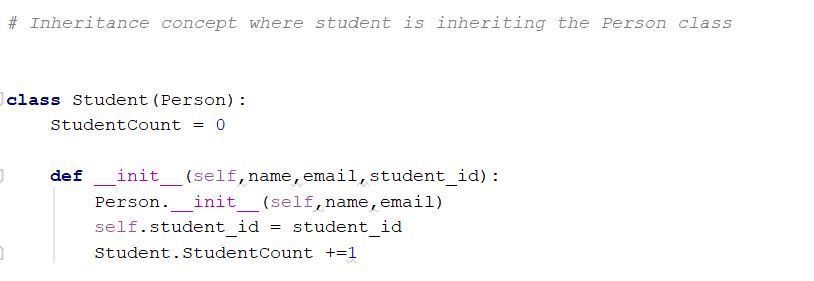 # Inheritance concept where student is inheriting the Person class
class Student(Person):
    StudentCount = 0
    def __init__(self,name,email,student_id):
        Person.__init__(self,name,email)
        self.student_id = student_id
        Student.StudentCount +=1